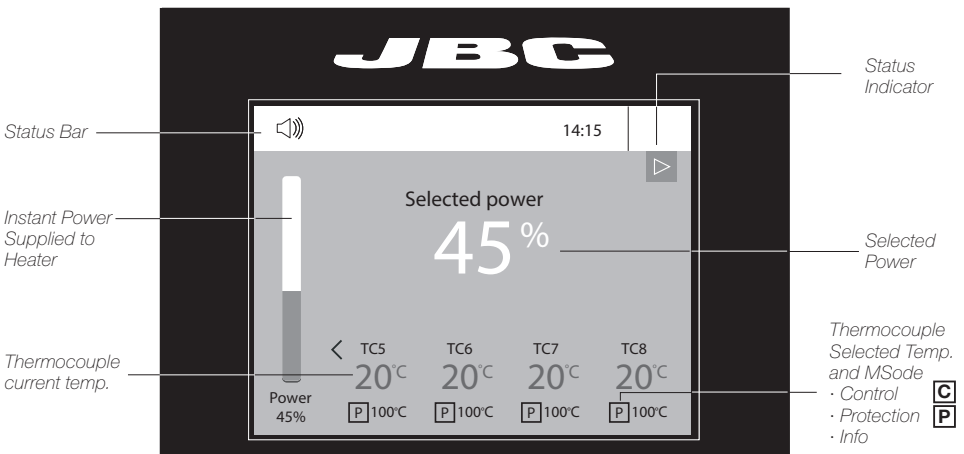 JBC
Status
Indicator
Status Bar
14:15
Instant Power
Supplied to
Heater
Selected power
45%
Selected
Power
Thermocouple
current temp.
TC5 TC6 TC7 TC8
20°C 20°C 20°C 20°C
P 100°C P 100°C P 100°C P 100°C
Power
45%
Thermocouple
Selected Temp.
and MSode
· Control C
· Protection P
· Info